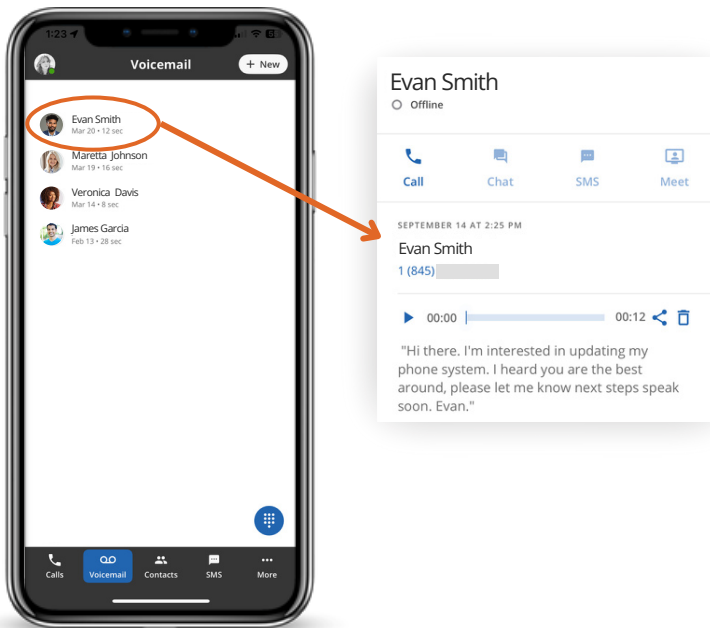 1:23
Voicemail
+ New
Evan Smith
Mar 20 • 12 sec
Maretta Johnson
Mar 19 • 16 sec
Veronica Davis
Mar 14 • 8 sec
James Garcia
Feb 13 • 28 sec
Calls
Voicemail
Contacts
SMS
More
Evan Smith
Offline
Call Chat SMS Meet
SEPTEMBER 14 AT 2:25 PM
Evan Smith
1 (845)
00:00 00:12
"Hi there. I'm interested in updating my
phone system. I heard you are the best
around, please let me know next steps speak
soon. Evan."